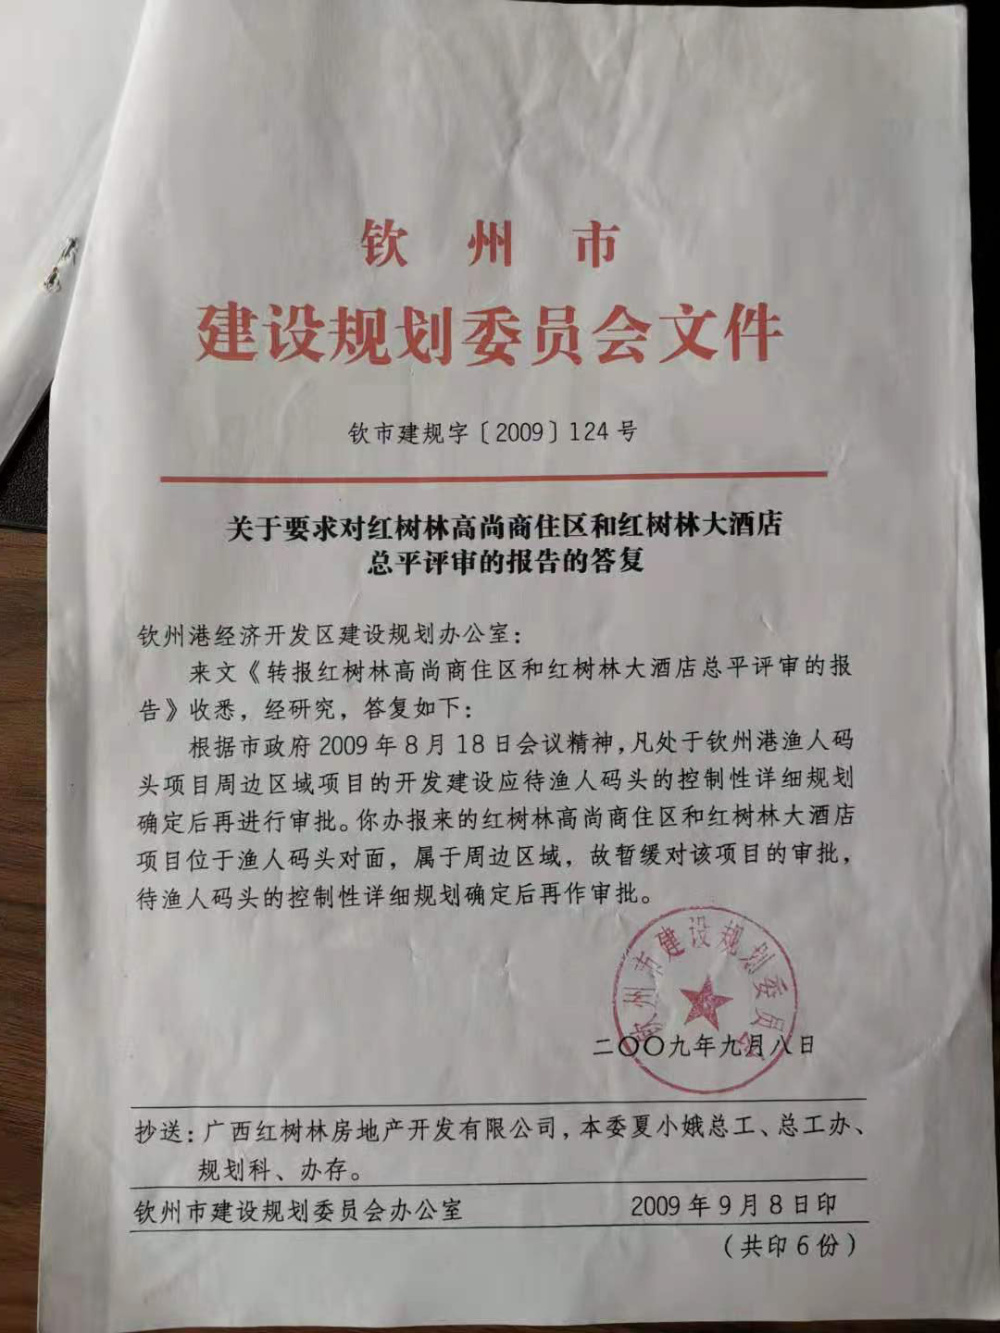 钦州市
建设规划委员会文件
钦市建规字〔2009〕124号
关于要求对红树林高尚商住区和红树林大酒店
总平评审的报告的答复
钦州港经济开发区建设规划办公室：
来文《转报红树林高尚商住区和红树林大酒店总平评审的报
告》收悉，经研究，答复如下：
根据市政府2009年8月18日会议精神，凡处于钦州港渔人码
头项目周边区域项目的开发建设应待渔人码头的控制性详细规划
确定后再进行审批。你办报来的红树林高尚商住区和红树林大酒店
项目位于渔人码头对面，属于周边区域，故暂缓对该项目的审批，
待渔人码头的控制性详细规划确定后再作审批。
钦州市建设规划委员会
二〇〇九年九月八日
抄送：广西红树林房地产开发有限公司，本委夏小娥总工、总工办、
规划科、办存。
钦州市建设规划委员会办公室 2009年9月8日印
（共印6份）